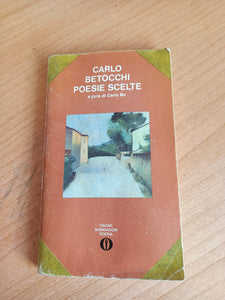 CARLO
BETOCCHI
POESIE SCELTE
a cura di Carlo Bo
OSCAR
MONDADORI
POESIA